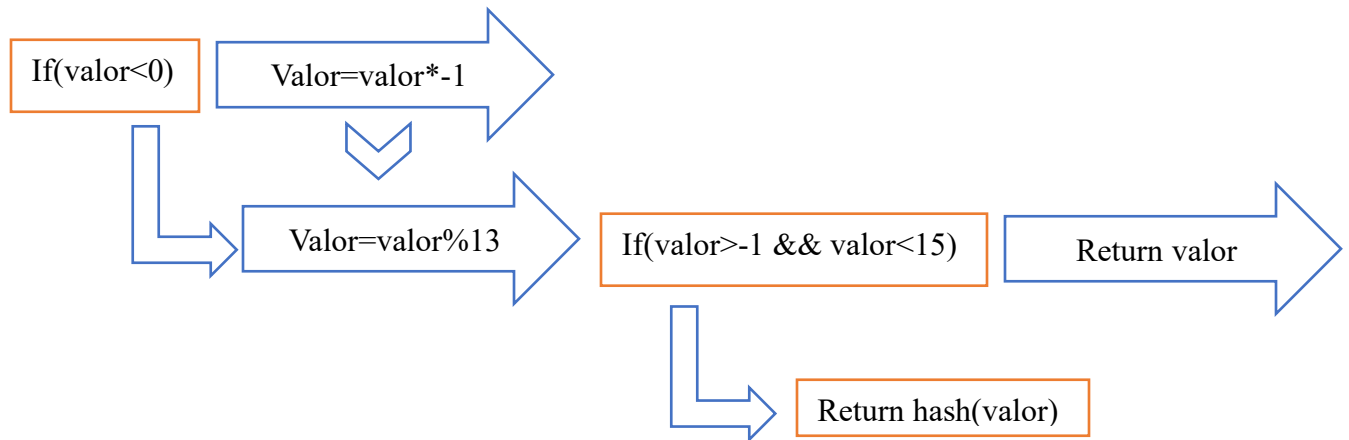 If(valor<0)
Valor=valor*-1
Valor=valor%13
If(valor>-1 && valor<15)
Return valor
Return hash(valor)